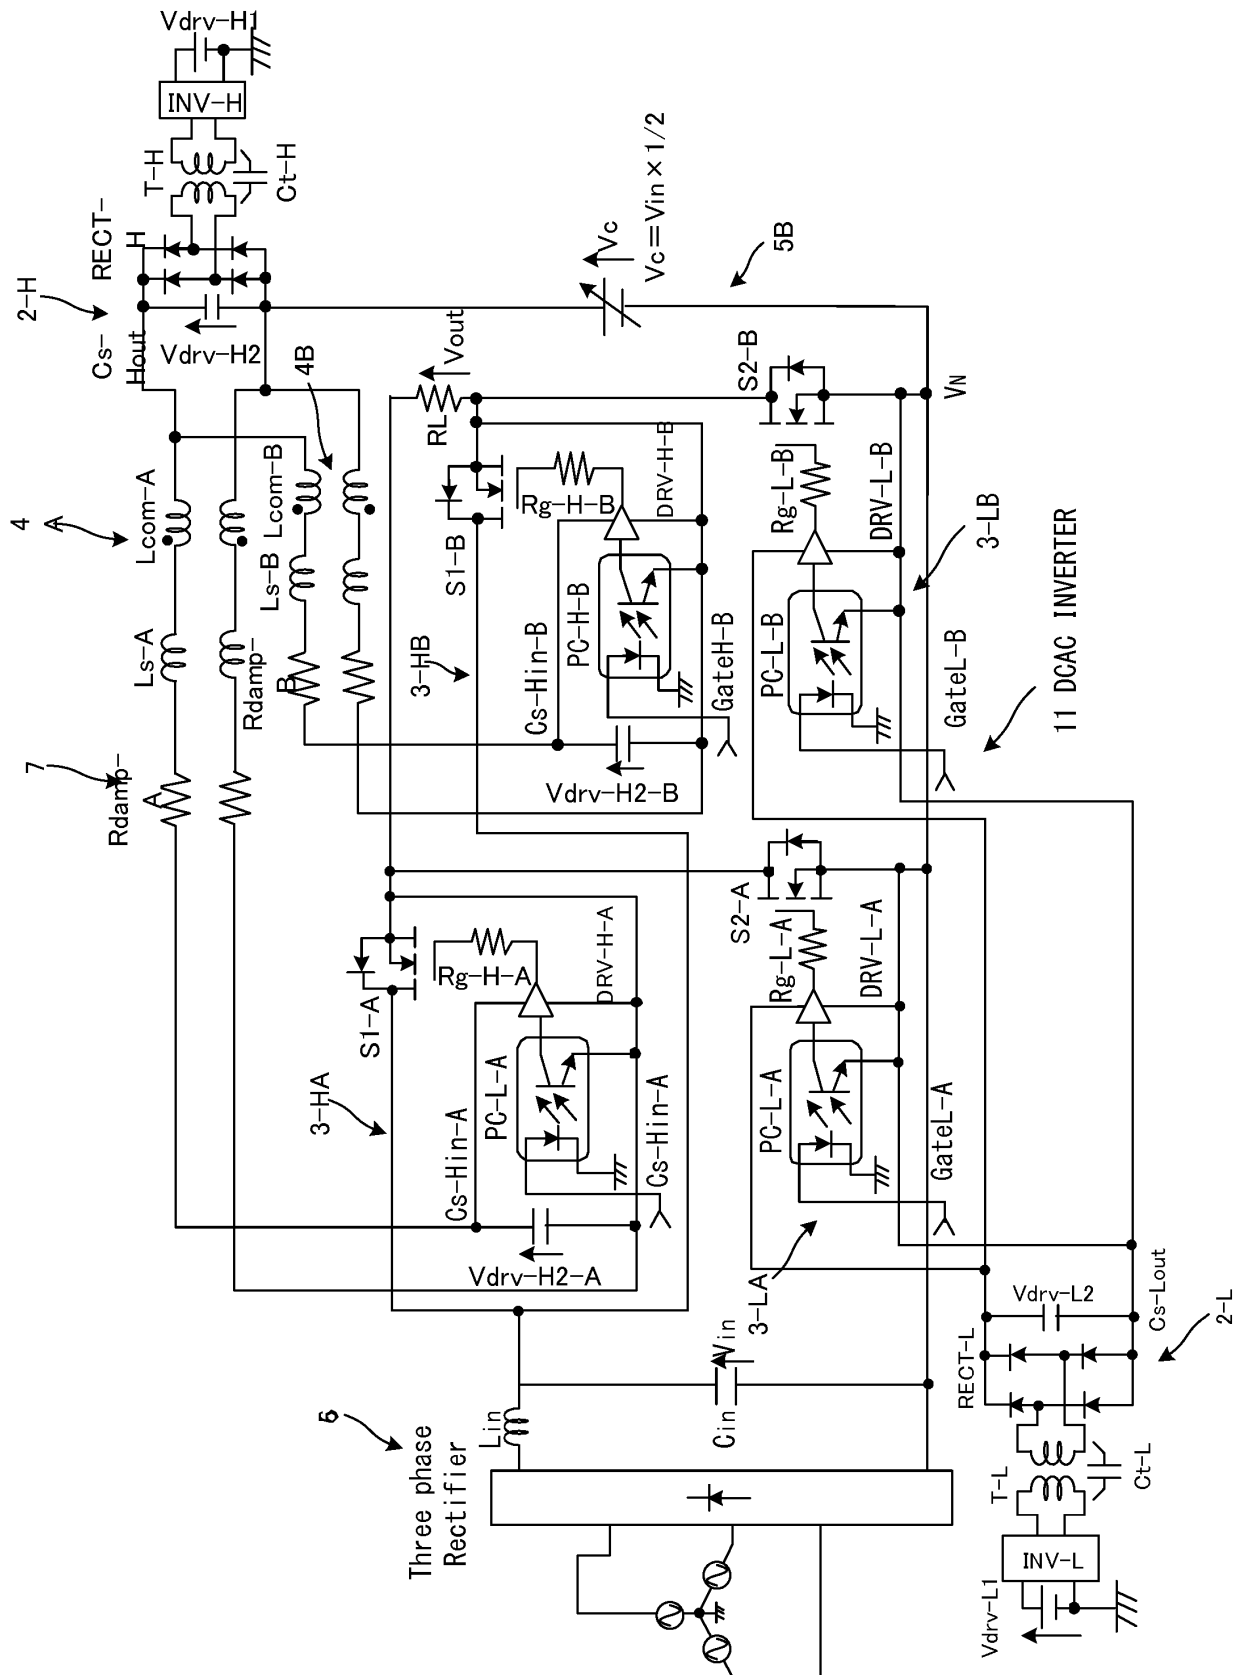 Vdrv-H1
INV-H
T-H
Ct-H
RECT-
H
2-H
Cs-
Hout
Vdrv-H2
Vc
Vc=Vin×1/2
5B
4
A
Lcom-A
Ls-A
Rdamp-
7
Rdamp-
A
4B
Lcom-B
Ls-B
B
Vout
RL
S1-B
Rg-H-B
DRV-H-B
3-HB
Cs-Hin-B
PC-H-B
GateH-B
Vdrv-H2-B
S2-B
VN
Rg-L-B
DRV-L-B
PC-L-B
3-LB
GateL-B
11 DCAC INVERTER
S1-A
Rg-H-A
DRV-H-A
3-HA
Cs-Hin-A
PC-L-A
Cs-Hin-A
Vdrv-H2-A
S2-A
Rg-L-A
DRV-L-A
PC-L-A
GateL-A
3-LA
Vin
Cin
Lin
Three phase
Rectifier
Vdrv-L2
Cs-Lout
2-L
RECT-L
T-L
Ct-L
INV-L
Vdrv-L1